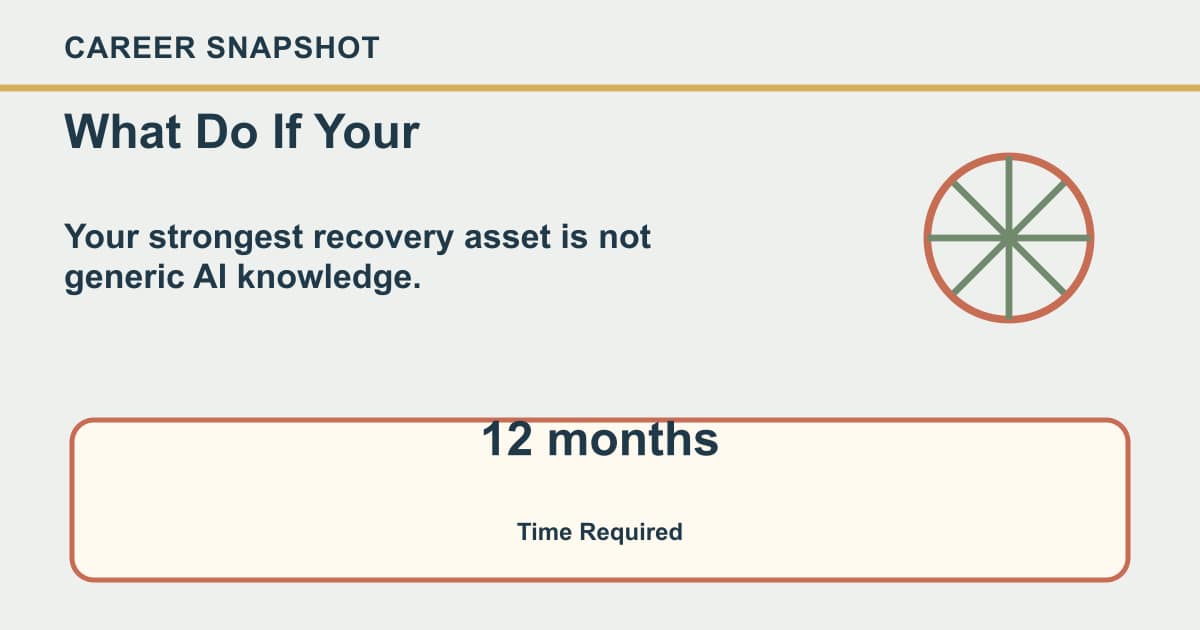 CAREER SNAPSHOT
What Do If Your
Your strongest recovery asset is not
generic AI knowledge.
12 months
Time Required